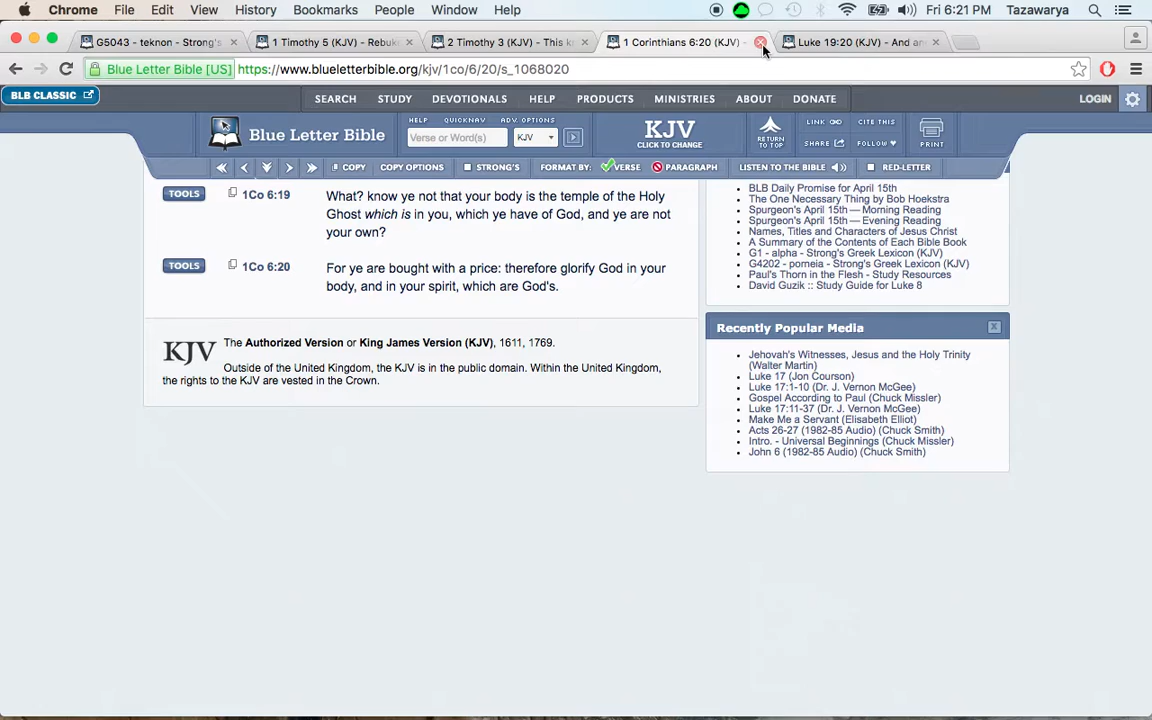 Chrome File Edit View History Bookmarks People Window Help Fri 6:21 PM Tazawarya
G5043 - teknon - Strong's
1 Timothy 5 (KJV) - Rebuke
2 Timothy 3 (KJV) - This k
1 Corinthians 6:20 (KJV) -
Luke 19:20 (KJV) - And an
Blue Letter Bible [US] https://www.blueletterbible.org/kjv/1co/6/20/s_1068020
BLB CLASSIC
SEARCH STUDY DEVOTIONALS HELP PRODUCTS MINISTRIES ABOUT DONATE LOGIN
Blue Letter Bible
HELP QUICKNAV ADV. OPTIONS
Verse or Word(s) KJV
KJV
CLICK TO CHANGE
RETURN
TO TOP
LINK CITE THIS
SHARE FOLLOW
PRINT
COPY COPY OPTIONS STRONG'S FORMAT BY: VERSE PARAGRAPH LISTEN TO THE BIBLE RED-LETTER
TOOLS 1Co 6:19 What? know ye not that your body is the temple of the Holy
Ghost which is in you, which ye have of God, and ye are not
your own?
TOOLS 1Co 6:20 For ye are bought with a price: therefore glorify God in your
body, and in your spirit, which are God's.
KJV The Authorized Version or King James Version (KJV), 1611, 1769.
Outside of the United Kingdom, the KJV is in the public domain. Within the United Kingdom,
the rights to the KJV are vested in the Crown.
BLB Daily Promise for April 15th
The One Necessary Thing by Bob Hoekstra
Spurgeon's April 15th — Morning Reading
Spurgeon's April 15th — Evening Reading
Names, Titles and Characters of Jesus Christ
A Summary of the Contents of Each Bible Book
G1 - alpha - Strong's Greek Lexicon (KJV)
G4202 - porneia - Strong's Greek Lexicon (KJV)
Paul's Thorn in the Flesh - Study Resources
David Guzik :: Study Guide for Luke 8
Recently Popular Media
Jehovah's Witnesses, Jesus and the Holy Trinity
(Walter Martin)
Luke 17 (Jon Courson)
Luke 17:1-10 (Dr. J. Vernon McGee)
Gospel According to Paul (Chuck Missler)
Luke 17:11-37 (Dr. J. Vernon McGee)
Make Me a Servant (Elisabeth Elliot)
Acts 26-27 (1982-85 Audio) (Chuck Smith)
Intro. - Universal Beginnings (Chuck Missler)
John 6 (1982-85 Audio) (Chuck Smith)